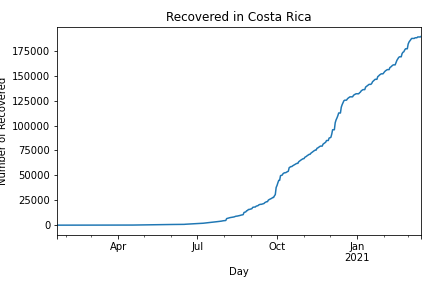 Recovered in Costa Rica
Number of Recovered
175000
150000
125000
100000
75000
50000
25000
0
Apr
Jul
Oct
Jan
2021
Day